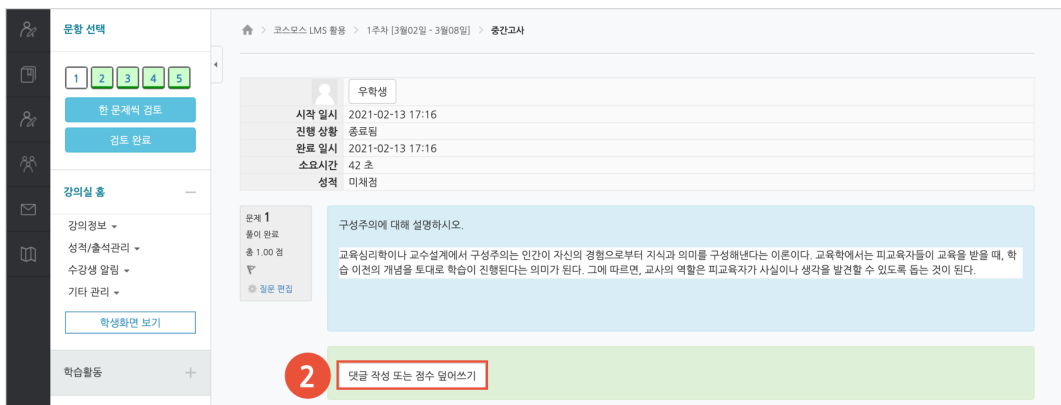 문항 선택
1 2 3 4 5
한 문제씩 검토
검토 완료
강의실 홈
강의정보
성적/출석관리
수강생 알림
기타 관리
학생화면 보기
학습활동
코스모스 LMS 활용 > 1주차 [3월02일 - 3월08일] > 중간고사
우학생
시작 일시 2021-02-13 17:16
진행 상황 종료됨
완료 일시 2021-02-13 17:16
소요시간 42 초
성적 미채점
문제 1
풀이 완료
총 1.00 점
질문 편집
구성주의에 대해 설명하시오.
교육심리학이나 교수설계에서 구성주의는 인간이 자신의 경험으로부터 지식과 의미를 구성해낸다는 이론이다. 교육학에서는 피교육자들이 교육을 받을 때, 학
습 이전의 개념을 토대로 학습이 진행된다는 의미가 된다. 그에 따르면, 교사의 역할은 피교육자가 사실이나 생각을 발견할 수 있도록 돕는 것이 된다.
2 댓글 작성 또는 점수 덮어쓰기